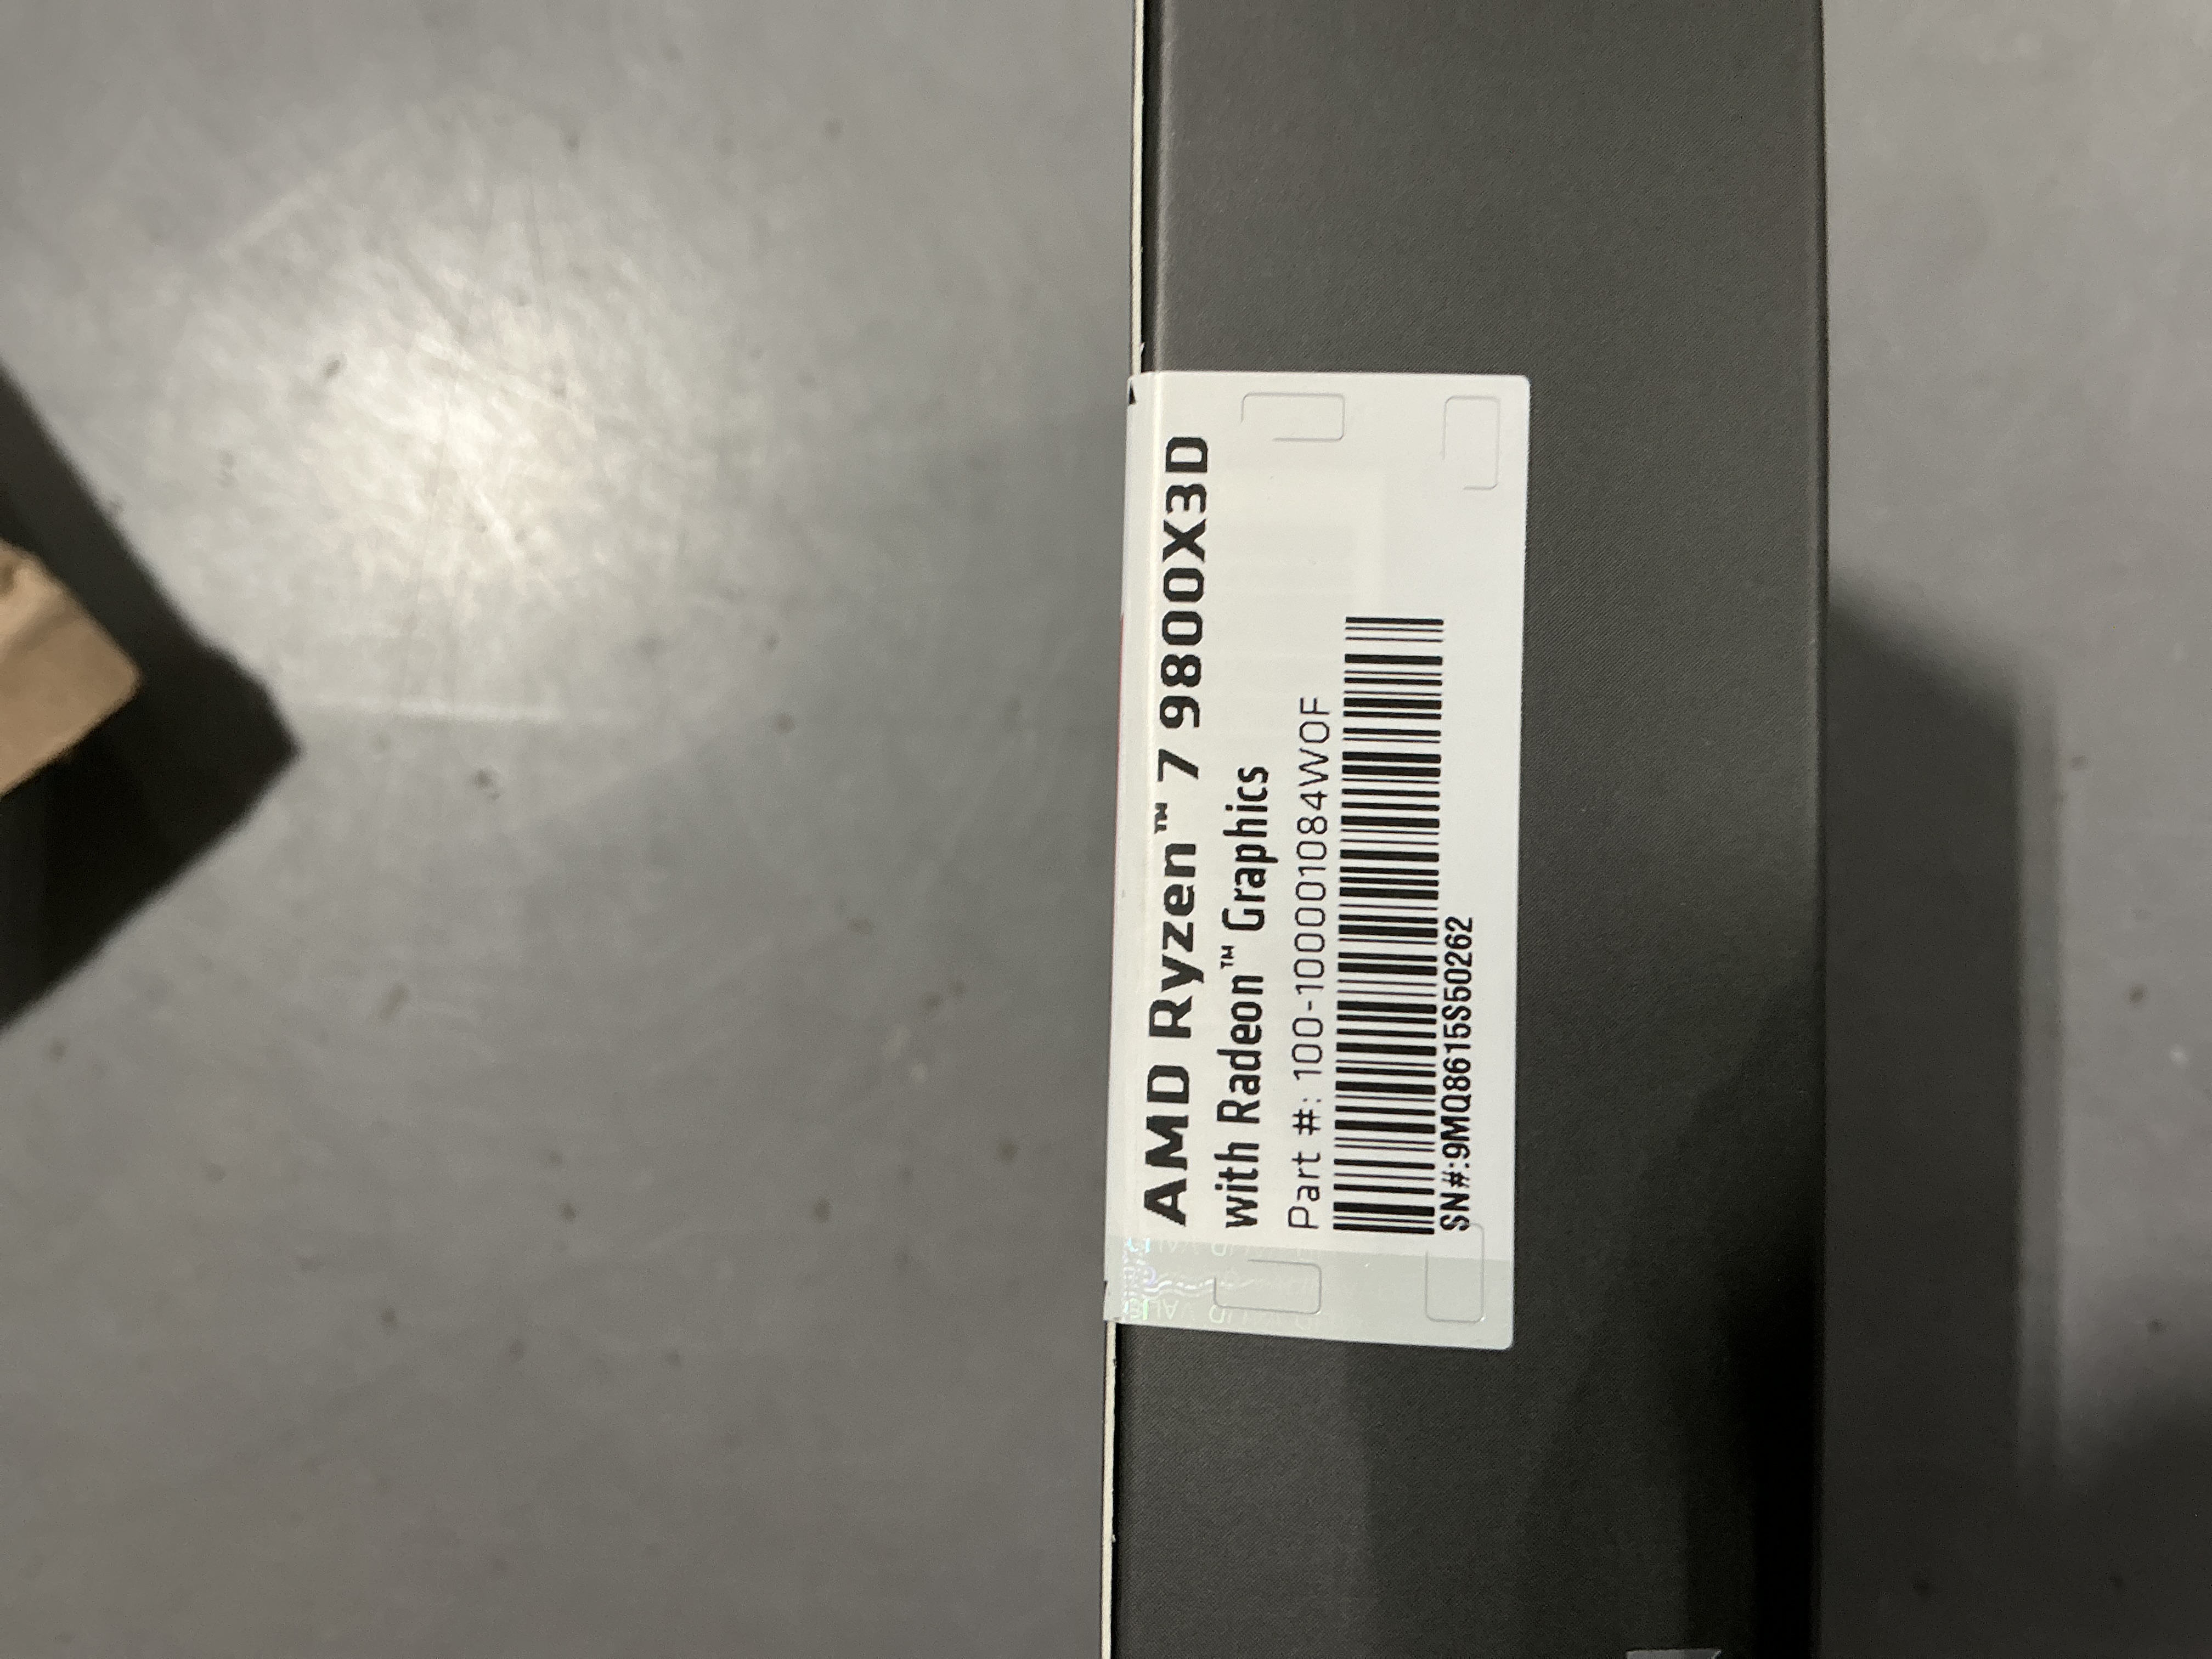 AMD Ryzen™ 7 9800X3D
with Radeon™ Graphics
Part #: 100-100001084WOF
SN#:9MQ8615S50262